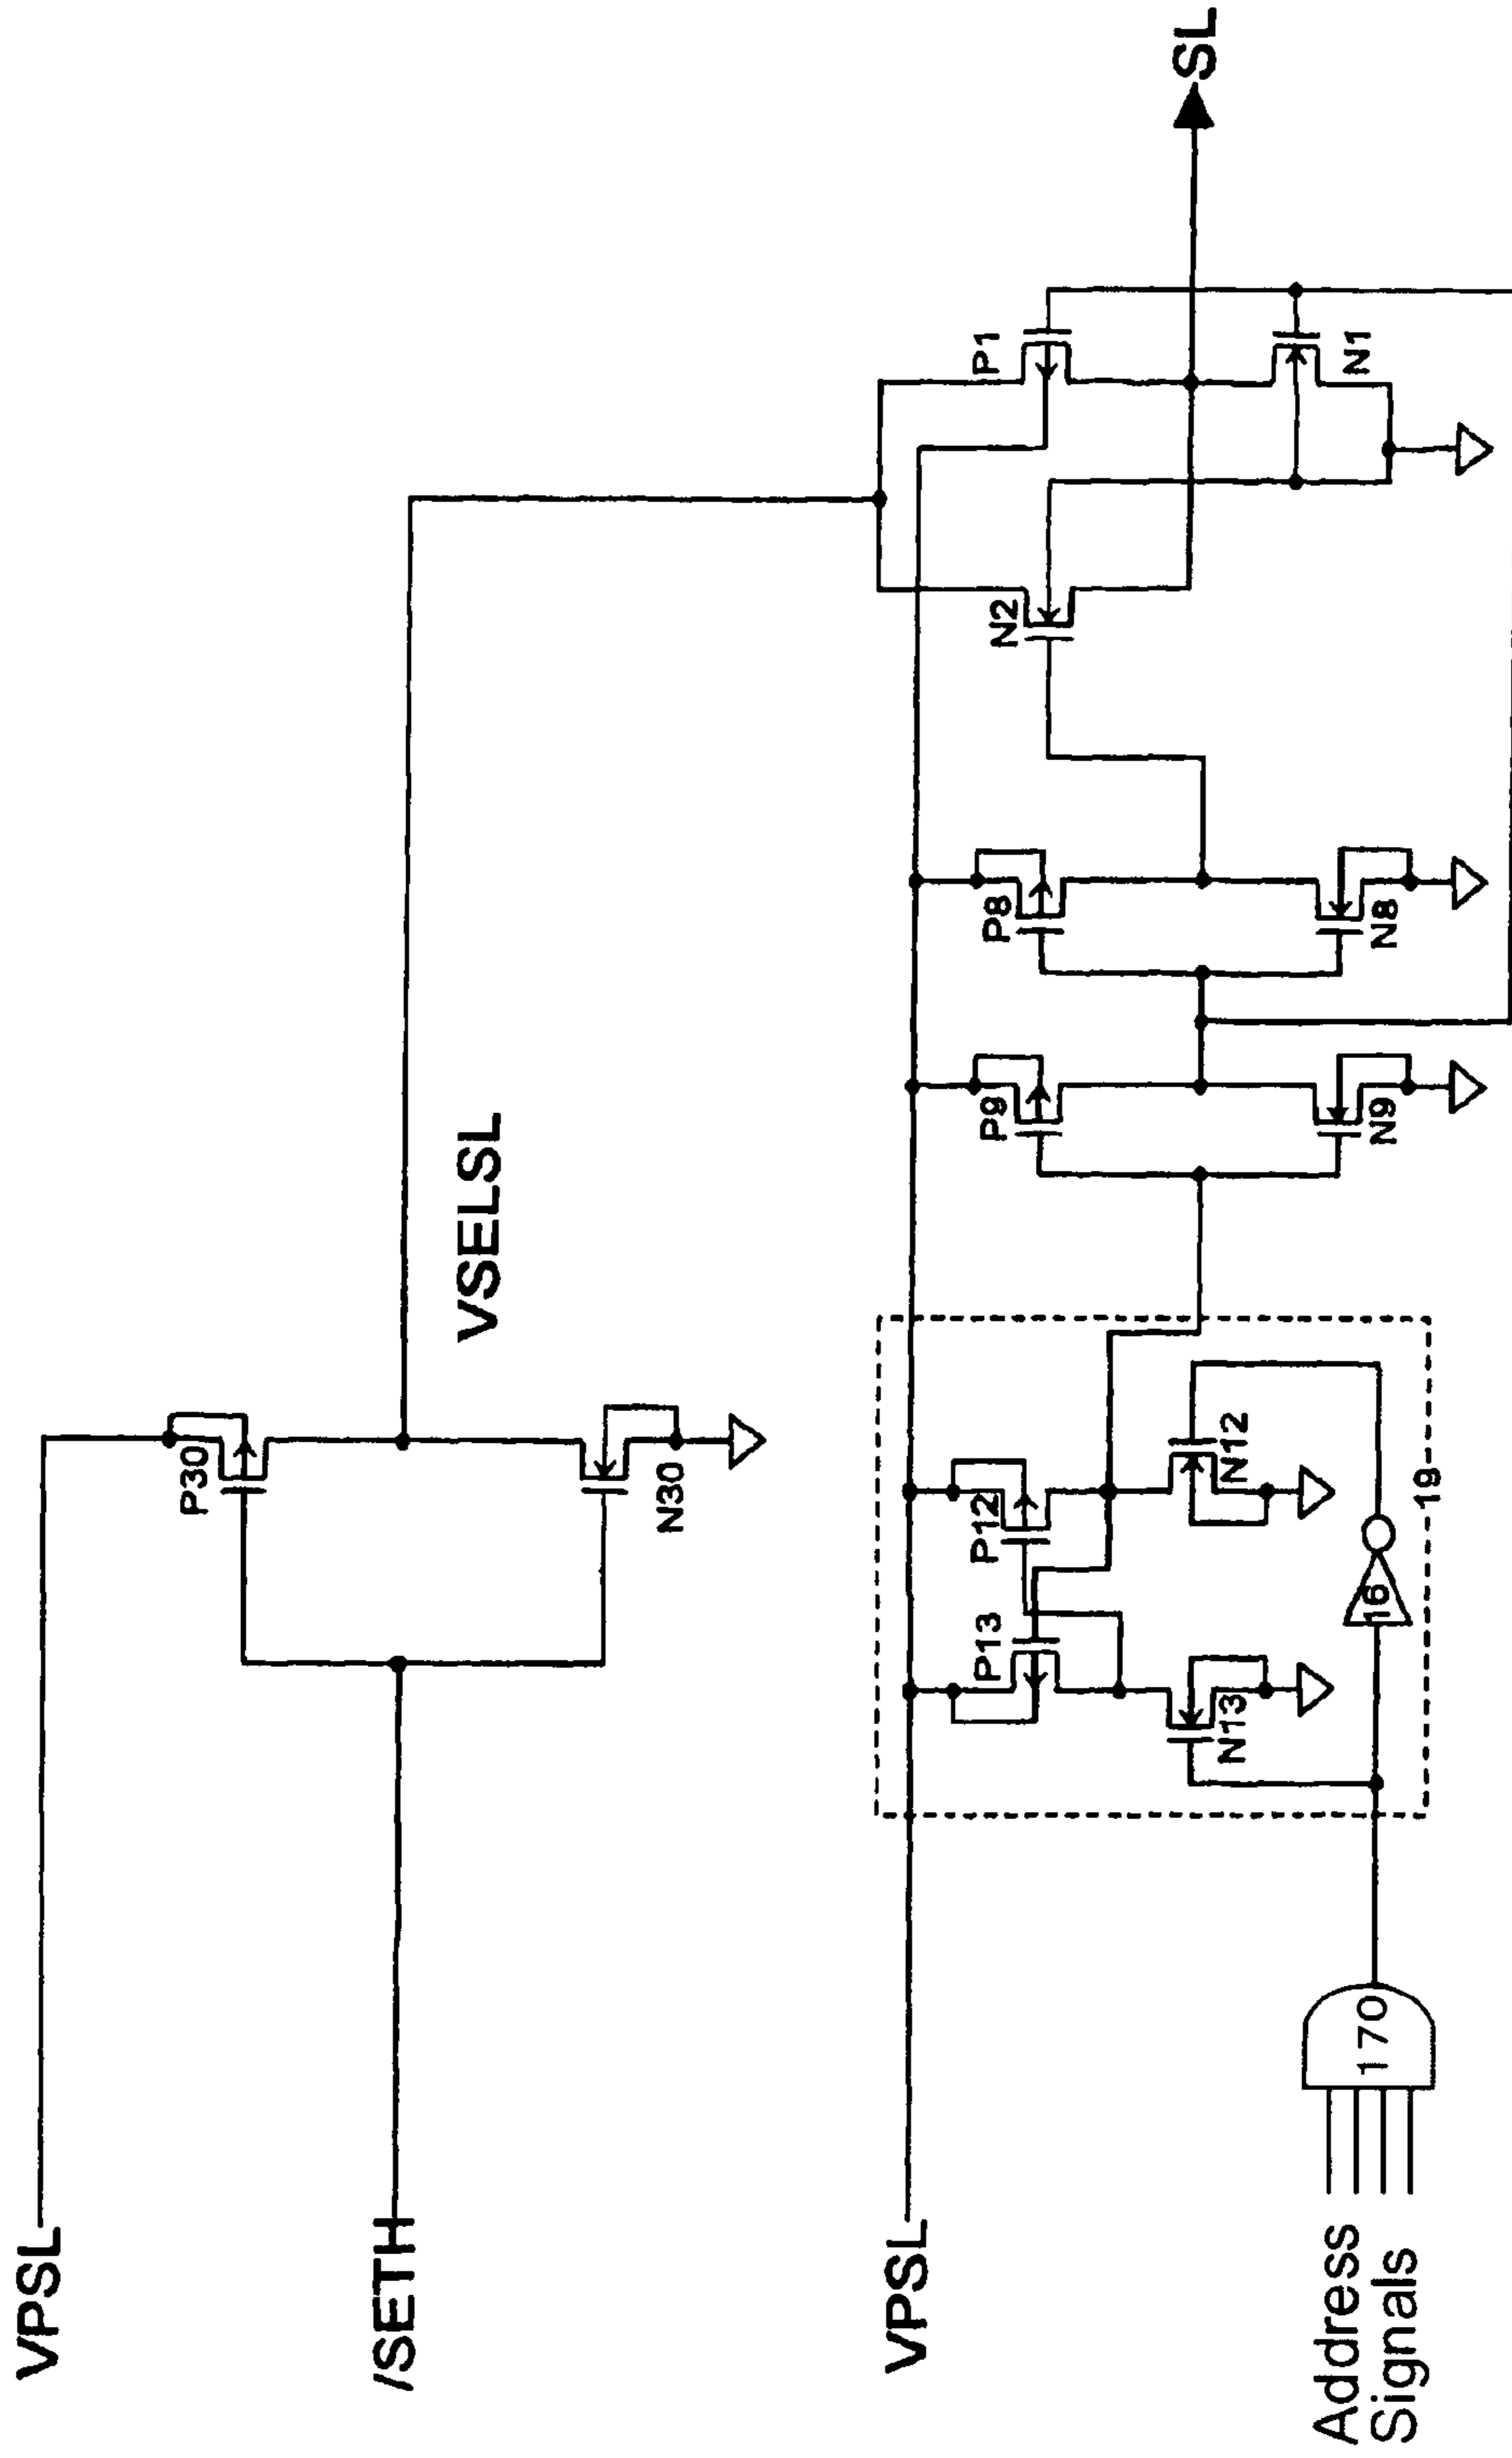 VPSL
/SETH
P30
N30
VSELSL
VPSL
Address
Signals
170
P13
N13
P12
N12
16
19
P9
N9
P8
N8
N2
P1
N1
SL